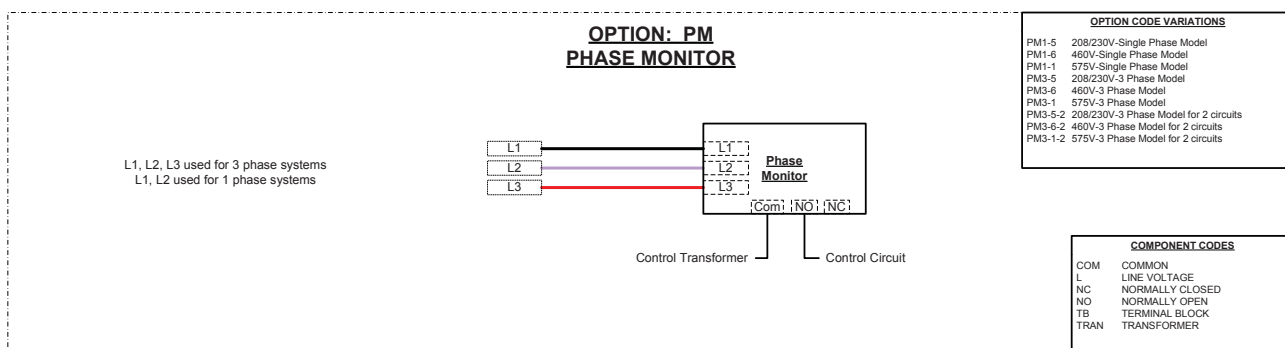 OPTION: PM
PHASE MONITOR
OPTION CODE VARIATIONS
PM1-5 208/230V-Single Phase Model
PM1-6 460V-Single Phase Model
PM1-1 575V-Single Phase Model
PM3-5 208/230V-3 Phase Model
PM3-6 460V-3 Phase Model
PM3-1 575V-3 Phase Model
PM3-5-2 208/230V-3 Phase Model for 2 circuits
PM3-6-2 460V-3 Phase Model for 2 circuits
PM3-1-2 575V-3 Phase Model for 2 circuits
L1, L2, L3 used for 3 phase systems
L1, L2 used for 1 phase systems
L1
L2
L3
L1
L2
L3
Phase
Monitor
Com NO NC
Control Transformer
Control Circuit
COMPONENT CODES
COM COMMON
L LINE VOLTAGE
NC NORMALLY CLOSED
NO NORMALLY OPEN
TB TERMINAL BLOCK
TRAN TRANSFORMER